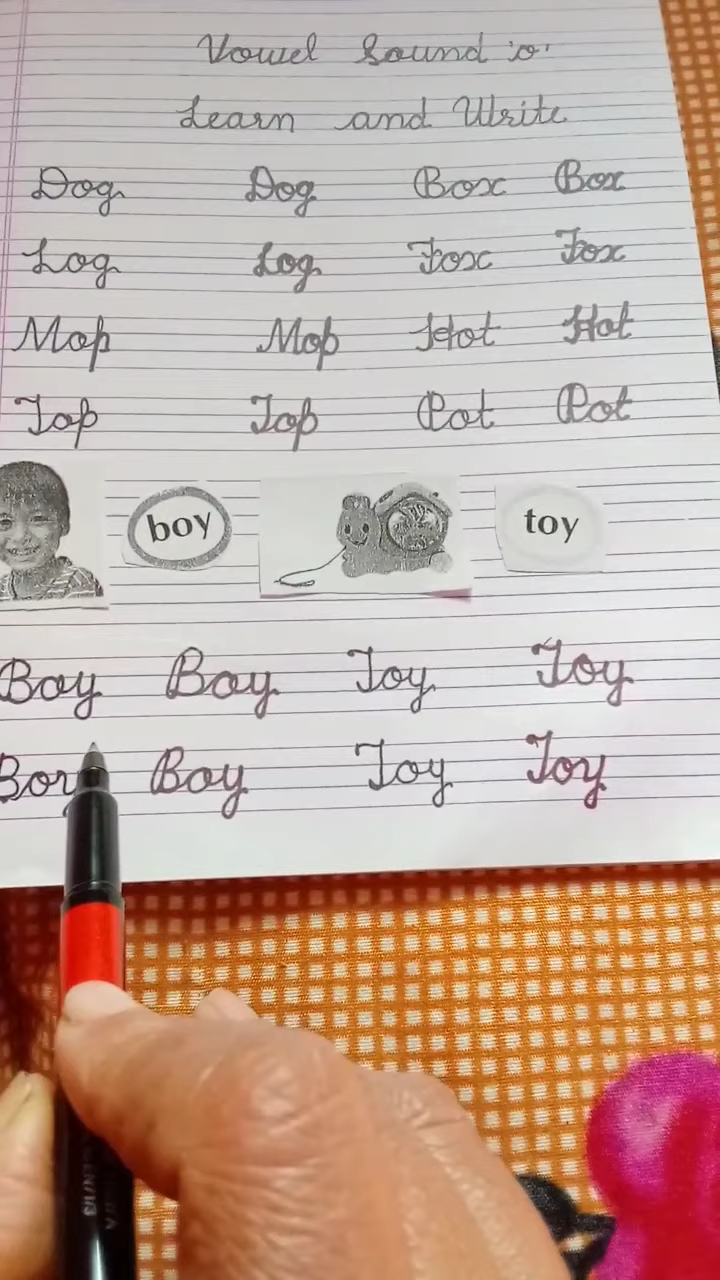 Vowel Sound 'o'
Learn and Write
Dog Dog Box Box
Log Log Fox Fox
Mop Mop Hot Hot
Top Top Pot Pot
boy toy
Boy Boy Toy Toy
Boy Toy Toy